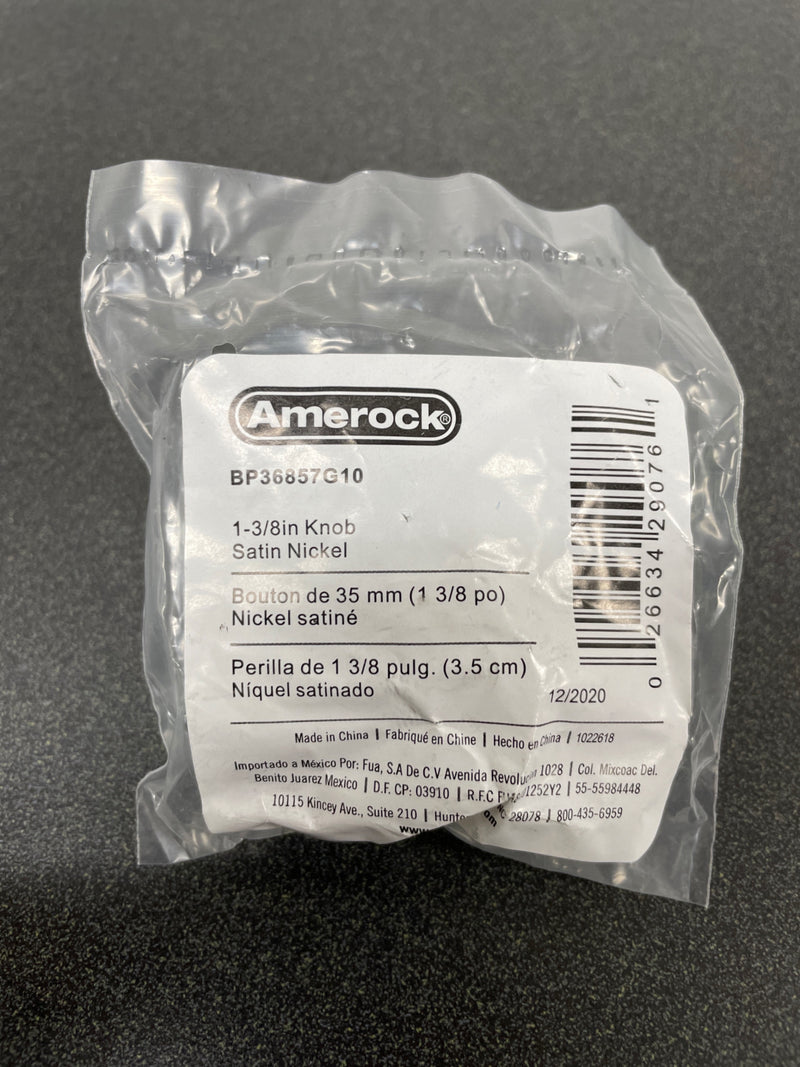 Amerock®
BP36857G10
1-3/8in Knob
Satin Nickel
Bouton de 35 mm (1 3/8 po)
Nickel satiné
Perilla de 1 3/8 pulg. (3.5 cm)
Níquel satinado
12/2020
0 26634 29076 1
Made in China | Fabriqué en Chine | Hecho en China | 1022618
Importado a México Por: Fua, S.A De C.V Avenida 1028 | Col. Mixcoac Del.
Benito Juarez Mexico | D.F. CP: 03910 | R.F.C | 55-55984448
10115 Kincey Ave., Suite 210 | 28078 | 800-435-6959